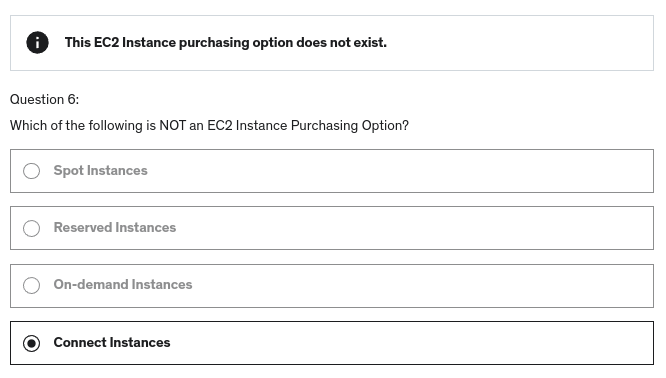 This EC2 Instance purchasing option does not exist.
Question 6:
Which of the following is NOT an EC2 Instance Purchasing Option?
Spot Instances
Reserved Instances
On-demand Instances
Connect Instances